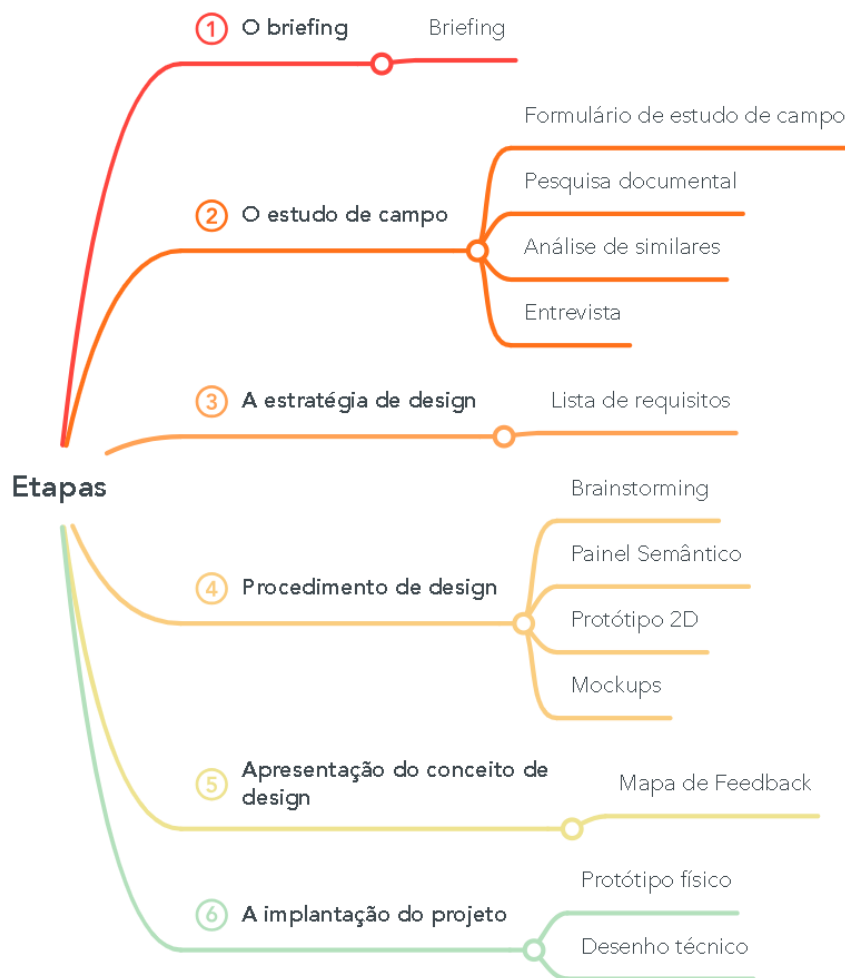 1 O briefing
Briefing
Formulário de estudo de campo
Pesquisa documental
2 O estudo de campo
Análise de similares
Entrevista
3 A estratégia de design
Lista de requisitos
Etapas
Brainstorming
Painel Semântico
4 Procedimento de design
Protótipo 2D
Mockups
5 Apresentação do conceito de
design
Mapa de Feedback
Protótipo físico
6 A implantação do projeto
Desenho técnico